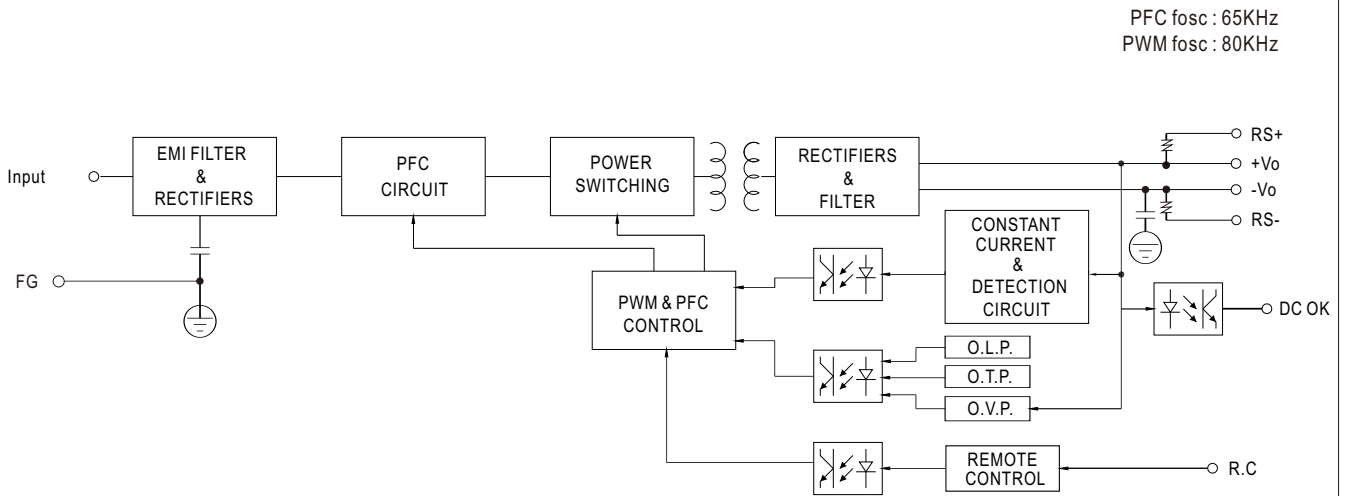 PFC fosc : 65KHz
PWM fosc : 80KHz
EMI FILTER
&
RECTIFIERS
PFC
CIRCUIT
POWER
SWITCHING
RECTIFIERS
&
FILTER
RS+
+Vo
-Vo
RS-
Input
FG
CONSTANT
CURRENT
&
DETECTION
CIRCUIT
PWM & PFC
CONTROL
DC OK
O.L.P.
O.T.P.
O.V.P.
REMOTE
CONTROL
R.C